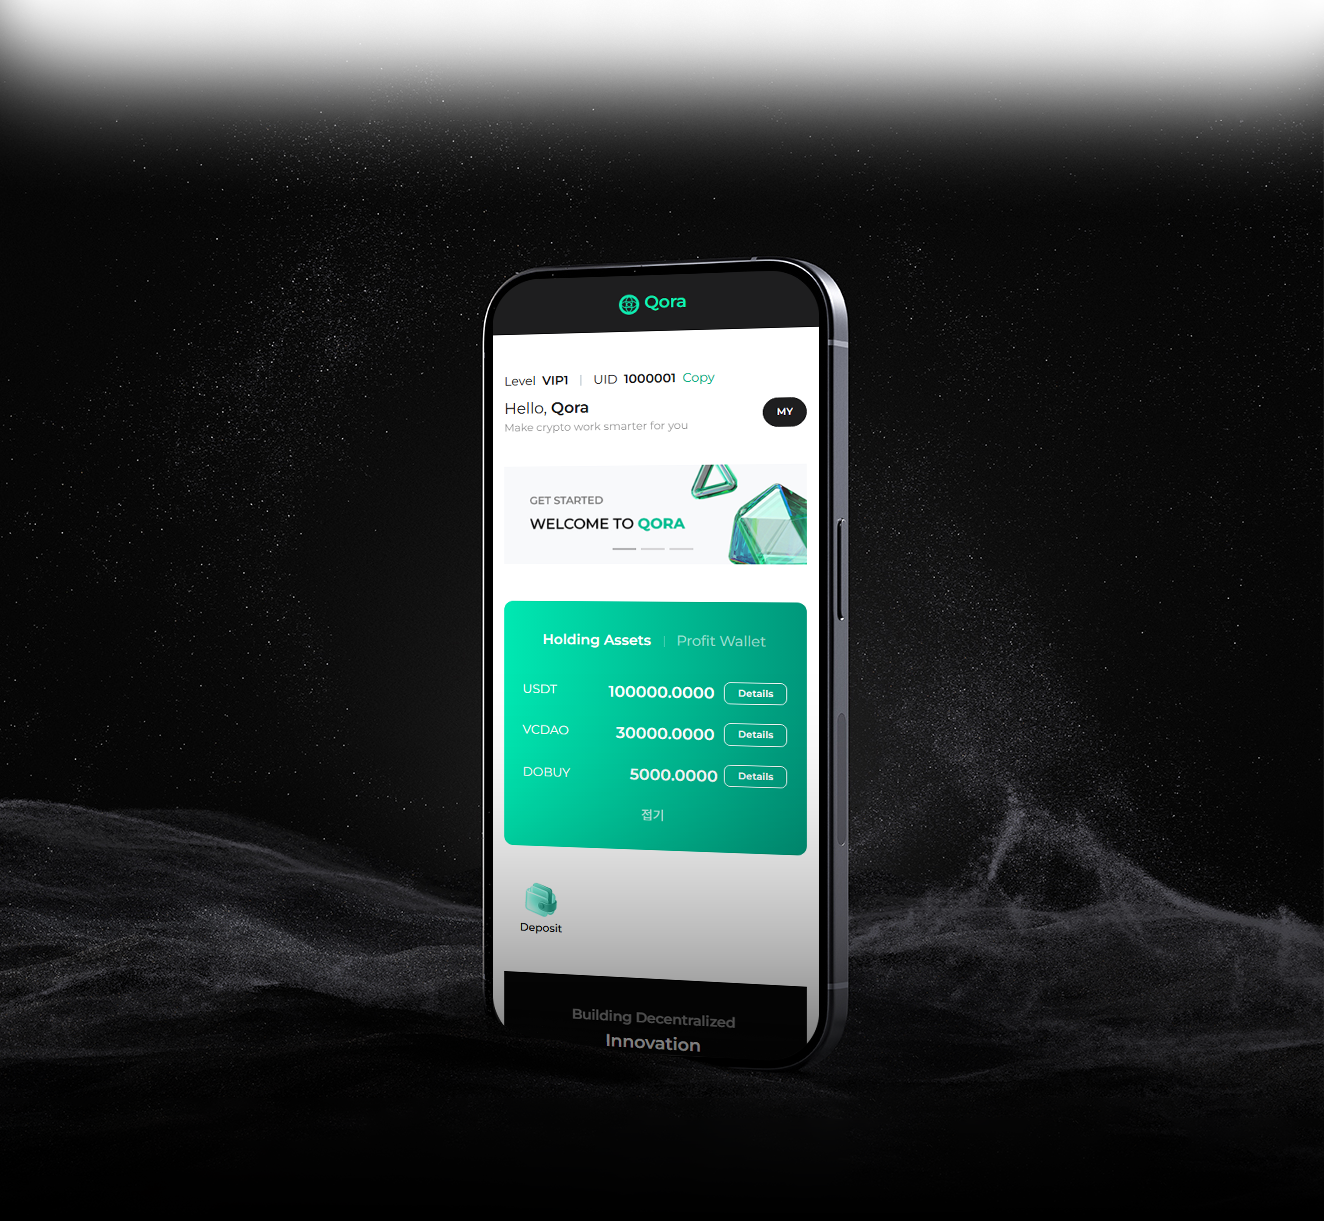 Qora
Level VIP1 | UID 1000001 Copy
Hello, Qora
MY
Make crypto work smarter for you
GET STARTED
WELCOME TO QORA
Holding Assets | Profit Wallet
USDT 100000.0000 Details
VCDAO 30000.0000 Details
DOBUY 5000.0000 Details
접기
Deposit
Building Decentralized
Innovation